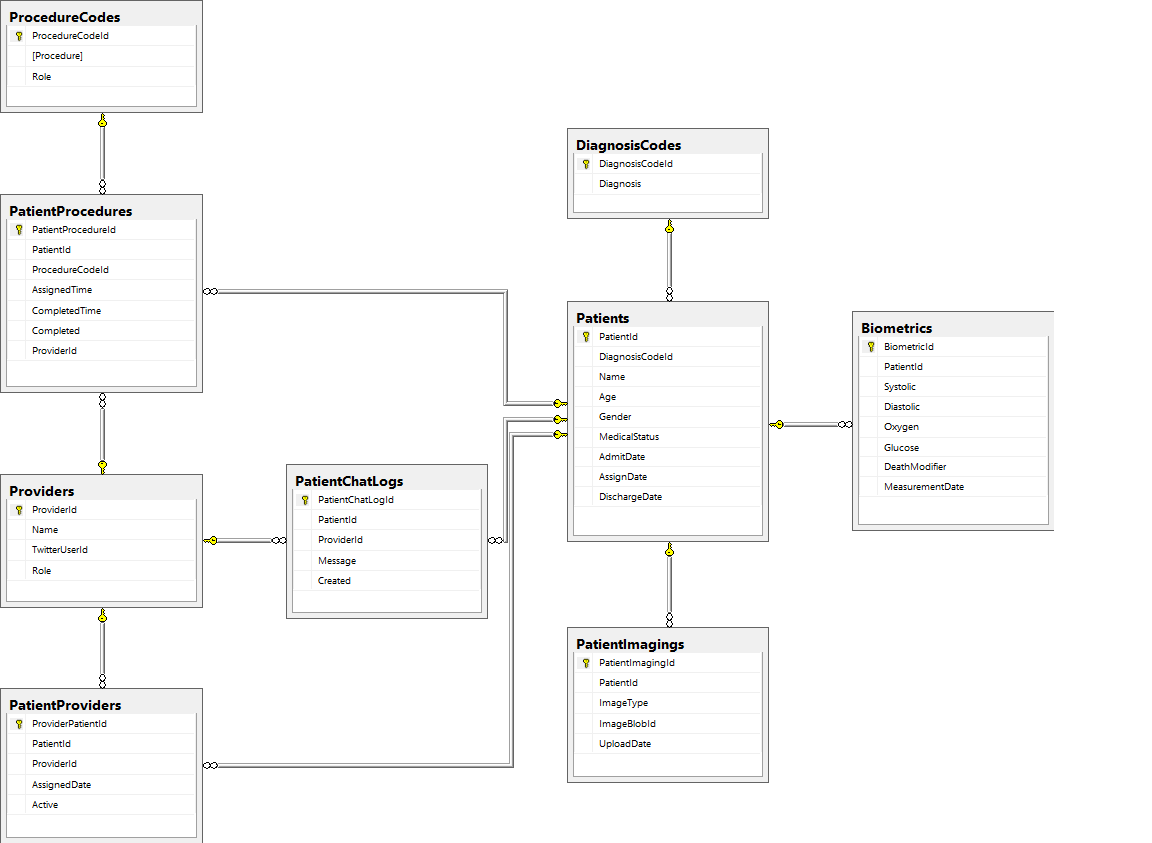 ProcedureCodes
ProcedureCodeId
[Procedure]
Role
PatientProcedures
PatientProcedureId
PatientId
ProcedureCodeId
AssignedTime
CompletedTime
Completed
ProviderId
Providers
ProviderId
Name
TwitterUserId
Role
PatientProviders
ProviderPatientId
PatientId
ProviderId
AssignedDate
Active
PatientChatLogs
PatientChatLogId
PatientId
ProviderId
Message
Created
DiagnosisCodes
DiagnosisCodeId
Diagnosis
Patients
PatientId
DiagnosisCodeId
Name
Age
Gender
MedicalStatus
AdmitDate
AssignDate
DischargeDate
PatientImagings
PatientImagingId
PatientId
ImageType
ImageBlobId
UploadDate
Biometrics
BiometricId
PatientId
Systolic
Diastolic
Oxygen
Glucose
DeathModifier
MeasurementDate